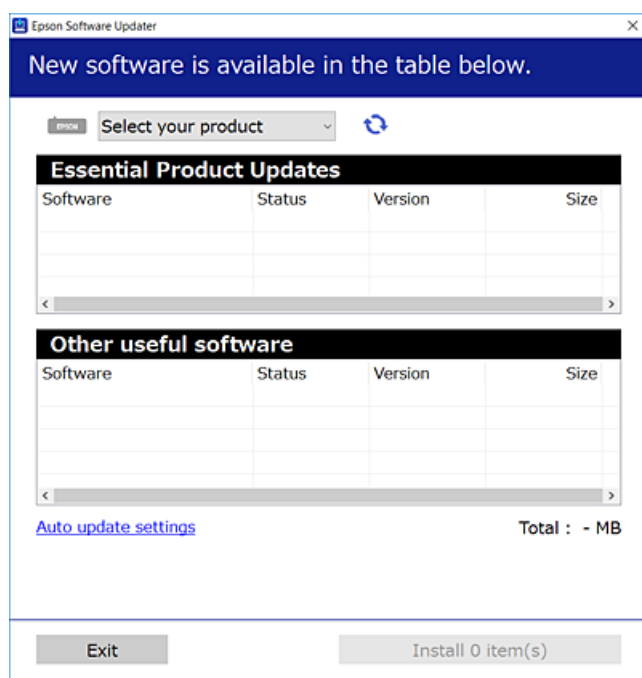 Epson Software Updater
New software is available in the table below.
EPSON Select your product
Essential Product Updates
Software Status Version Size
Other useful software
Software Status Version Size
Auto update settings Total : - MB
Exit Install 0 item(s)